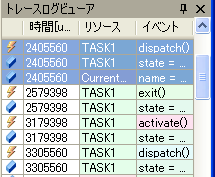 トレースログビューア
時間[u... リソース イベント
2405560 TASK1 dispatch()
2405560 TASK1 state = ...
2405560 Current... name = ...
2579398 TASK1 exit()
2579398 TASK1 state = ...
3179398 TASK1 activate()
3179398 TASK1 state = ...
3305560 TASK1 dispatch()
3305560 TASK1 state = ...